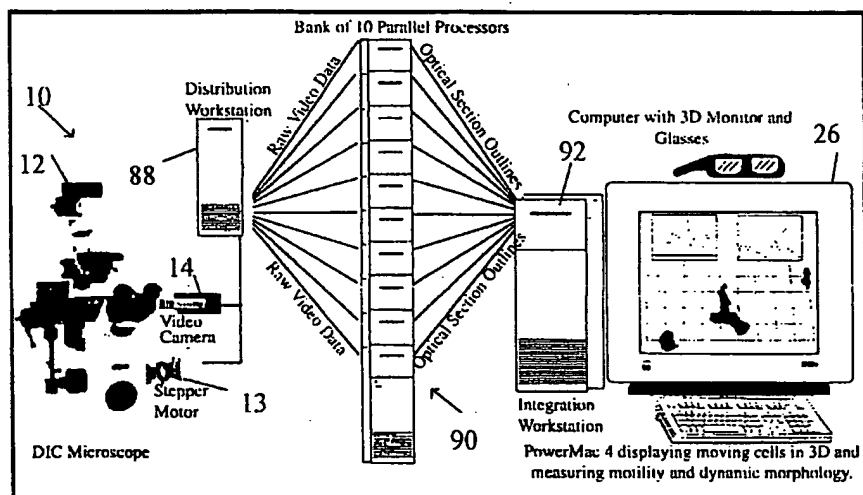 Bank of 10 Parallel Processors
Distribution
Workstation
10
12
88
Raw Video Data
Optical Section Outlines
Computer with 3D Monitor and
Glasses
92
26
14
Video
Camera
Stepper
Motor
13
Raw Video Data
Optical Section Outlines
90
Integration
Workstation
DIC Microscope
PowerMac 4 displaying moving cells in 3D and
measuring motility and dynamic morphology.